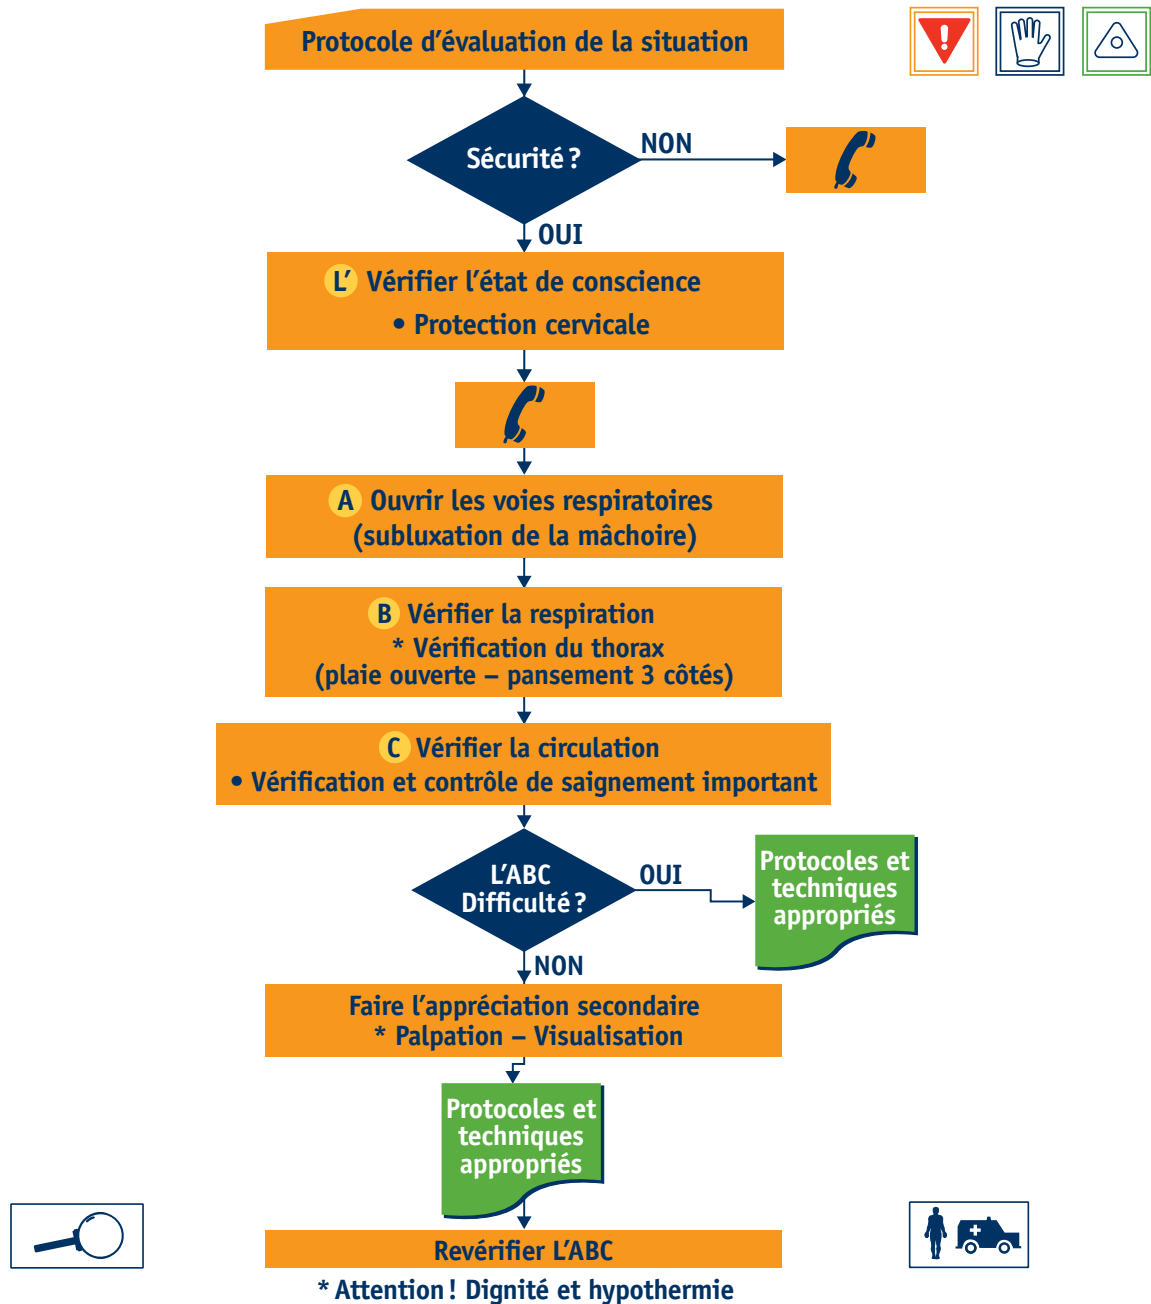 Protocole d'évaluation de la situation
Sécurité ?
NON
OUI
L' Vérifier l'état de conscience
• Protection cervicale
A Ouvrir les voies respiratoires
(subluxation de la mâchoire)
B Vérifier la respiration
* Vérification du thorax
(plaie ouverte – pansement 3 côtés)
C Vérifier la circulation
• Vérification et contrôle de saignement important
L'ABC
Difficulté ?
OUI
Protocoles et
techniques
appropriés
NON
Faire l'appréciation secondaire
* Palpation – Visualisation
Protocoles et
techniques
appropriés
Revérifier L'ABC
* Attention ! Dignité et hypothermie